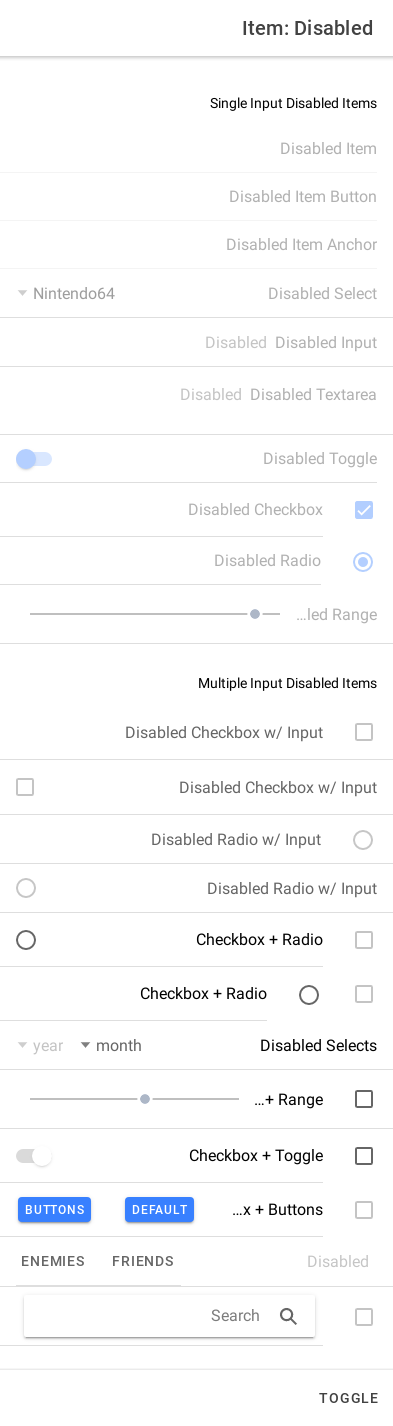 Item: Disabled
Single Input Disabled Items
Disabled Item
Disabled Item Button
Disabled Item Anchor
Disabled Select Nintendo64
Disabled Input Disabled
Disabled Textarea Disabled
Disabled Toggle
Disabled Checkbox
Disabled Radio
...led Range
Multiple Input Disabled Items
Disabled Checkbox w/ Input
Disabled Checkbox w/ Input
Disabled Radio w/ Input
Disabled Radio w/ Input
Checkbox + Radio
Checkbox + Radio
Disabled Selects month year
...+ Range
Checkbox + Toggle
...x + Buttons DEFAULT BUTTONS
Disabled FRIENDS ENEMIES
Search
TOGGLE